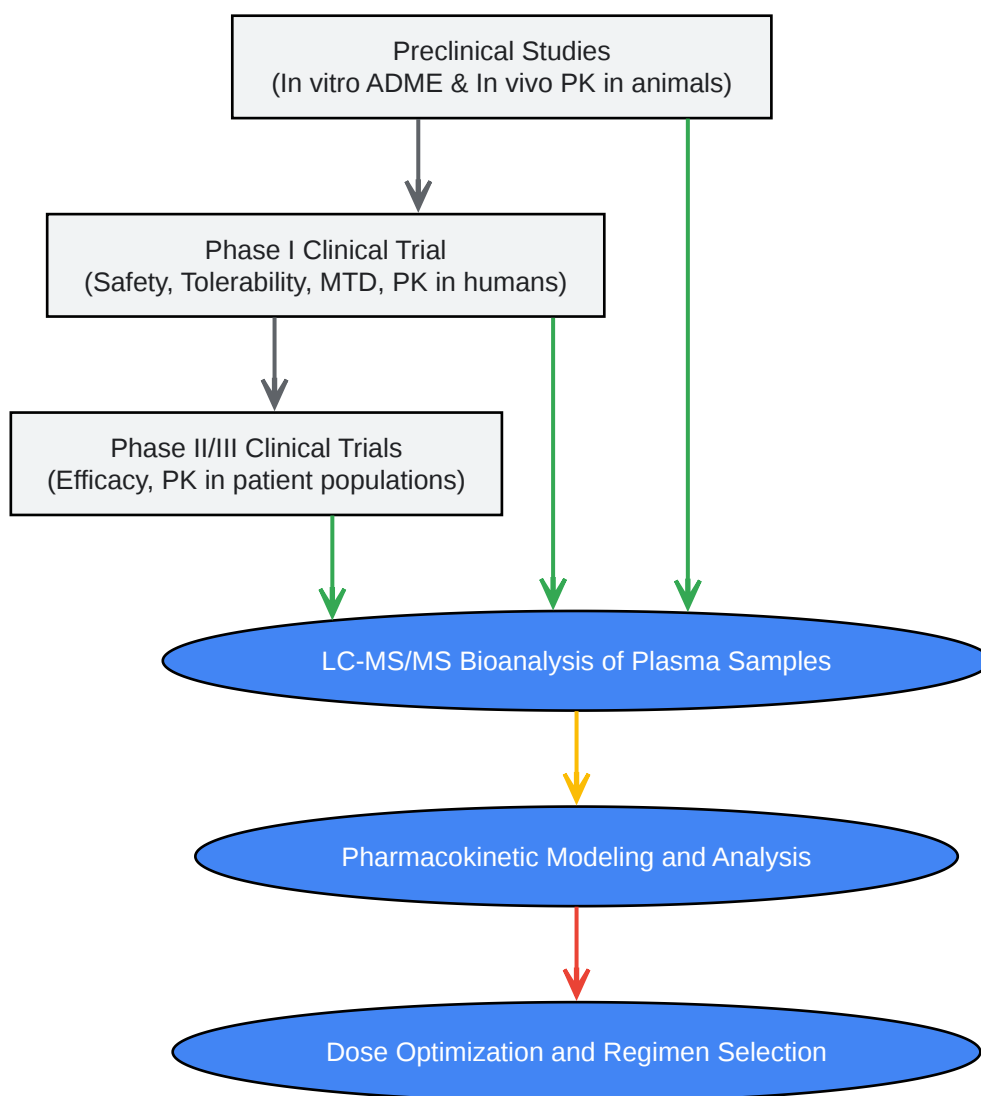 Preclinical Studies
(In vitro ADME & In vivo PK in animals)
Phase I Clinical Trial
(Safety, Tolerability, MTD, PK in humans)
Phase II/III Clinical Trials
(Efficacy, PK in patient populations)
LC-MS/MS Bioanalysis of Plasma Samples
Pharmacokinetic Modeling and Analysis
Dose Optimization and Regimen Selection